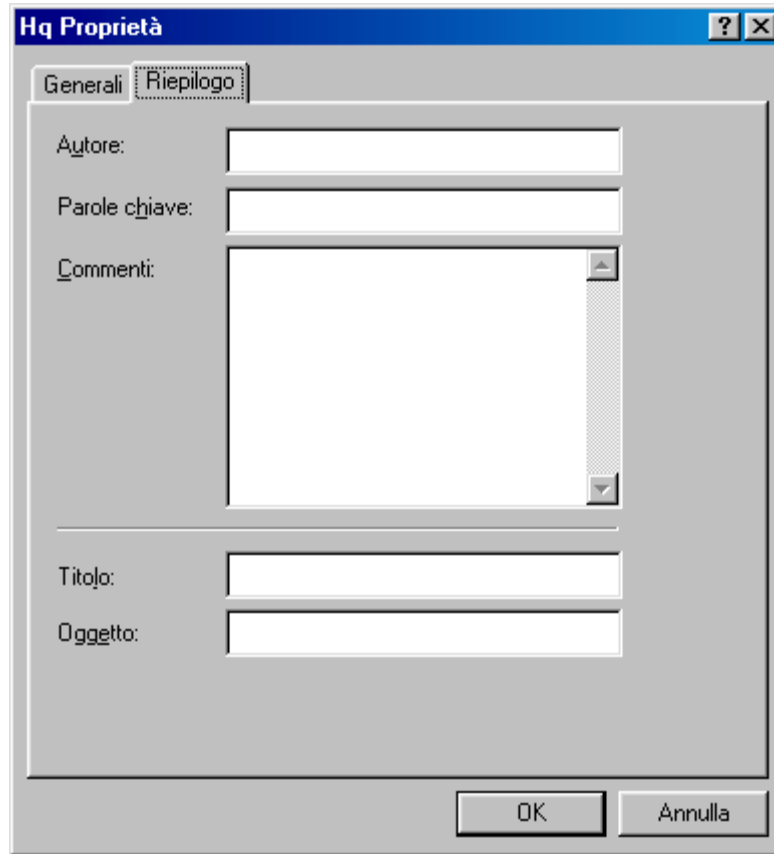 Hq Proprietà
Generali Riepilogo
Autore:
Parole chiave:
Commenti:
Titolo:
Oggetto:
OK Annulla